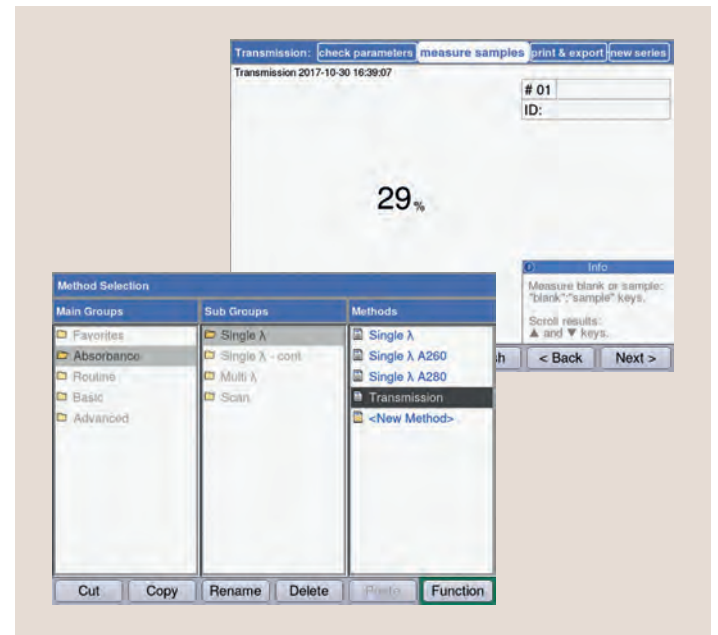 Transmission: check parameters measure samples print & export new series
Transmission 2017-10-30 16:39:07
# 01
ID:
29%
Info
Measure blank or sample:
"blank";"sample" keys.
Scroll results:
▲ and ▼ keys.
sh < Back Next >
Method Selection
Main Groups Sub Groups Methods
Favorites Single λ Single λ
Absorbance Single λ - cont. Single λ A260
Routine Multi λ Single λ A280
Basic Scan Transmission
Advanced <New Method>
Cut Copy Rename Delete Paste Function